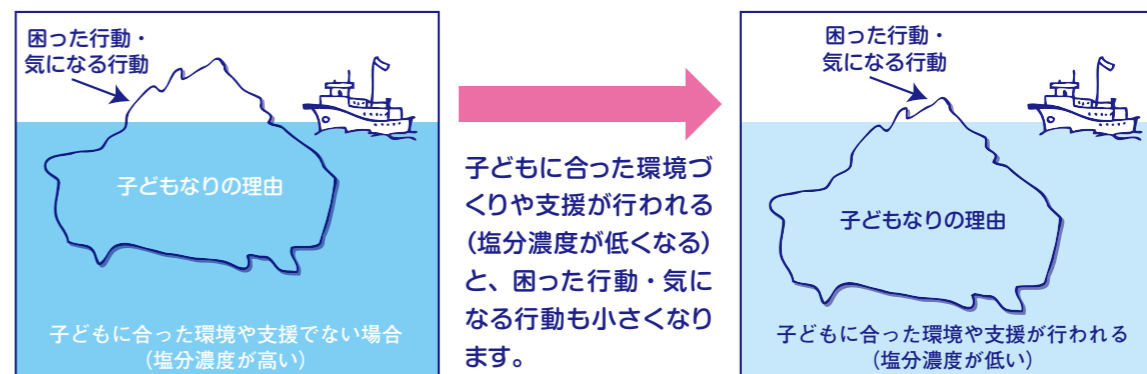 困った行動・
気になる行動
子どもなりの理由
子どもに合った環境や支援でない場合
（塩分濃度が高い）
子どもに合った環境づ
くりや支援が行われる
（塩分濃度が低くなる）
と、困った行動・気に
なる行動も小さくなり
ます。
困った行動・
気になる行動
子どもなりの理由
子どもに合った環境や支援が行われる
（塩分濃度が低い）